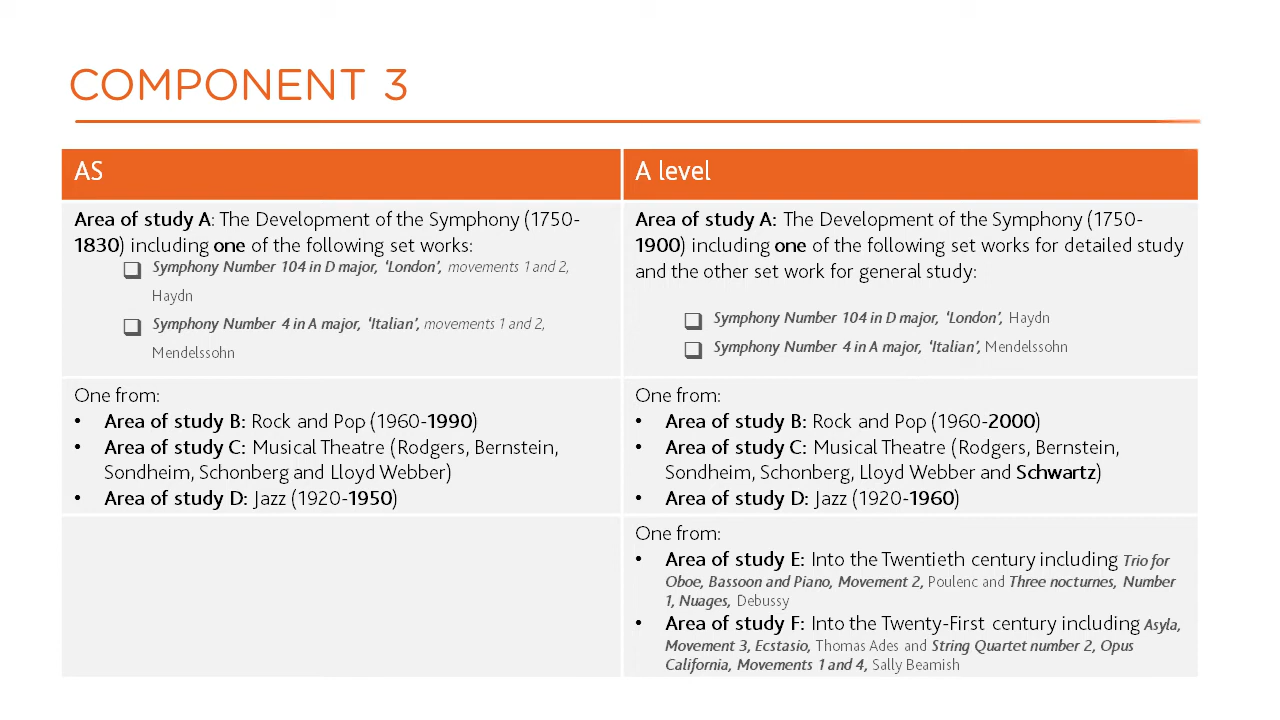 COMPONENT 3
AS
A level
Area of study A: The Development of the Symphony (1750-
1830) including one of the following set works:
❑ Symphony Number 104 in D major, ‘London’, movements 1 and 2,
Haydn
❑ Symphony Number 4 in A major, ‘Italian’, movements 1 and 2,
Mendelssohn
Area of study A: The Development of the Symphony (1750-
1900) including one of the following set works for detailed study
and the other set work for general study:
❑ Symphony Number 104 in D major, ‘London’, Haydn
❑ Symphony Number 4 in A major, ‘Italian’, Mendelssohn
One from:
• Area of study B: Rock and Pop (1960-1990)
• Area of study C: Musical Theatre (Rodgers, Bernstein,
Sondheim, Schonberg and Lloyd Webber)
• Area of study D: Jazz (1920-1950)
One from:
• Area of study B: Rock and Pop (1960-2000)
• Area of study C: Musical Theatre (Rodgers, Bernstein,
Sondheim, Schonberg, Lloyd Webber and Schwartz)
• Area of study D: Jazz (1920-1960)
One from:
• Area of study E: Into the Twentieth century including Trio for
Oboe, Bassoon and Piano, Movement 2, Poulenc and Three nocturnes, Number
1, Nuages, Debussy
• Area of study F: Into the Twenty-First century including Asyla,
Movement 3, Ecstasio, Thomas Ades and String Quartet number 2, Opus
California, Movements 1 and 4, Sally Beamish